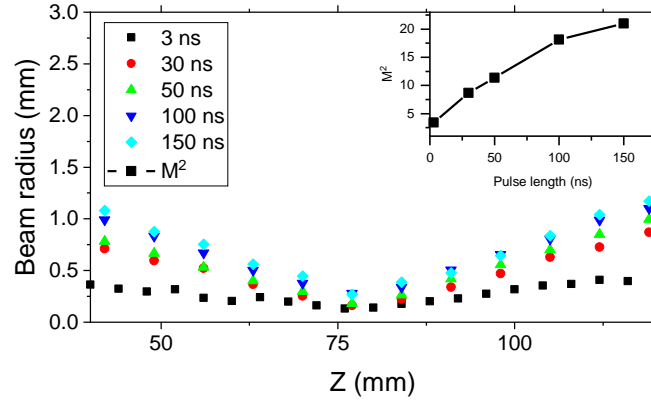 3.0
2.5
2.0
1.5
1.0
0.5
0.0
Beam radius (mm)
50
75
100
Z (mm)
3 ns
30 ns
50 ns
100 ns
150 ns
M²
20
15
10
5
M²
0
50
100
150
Pulse length (ns)